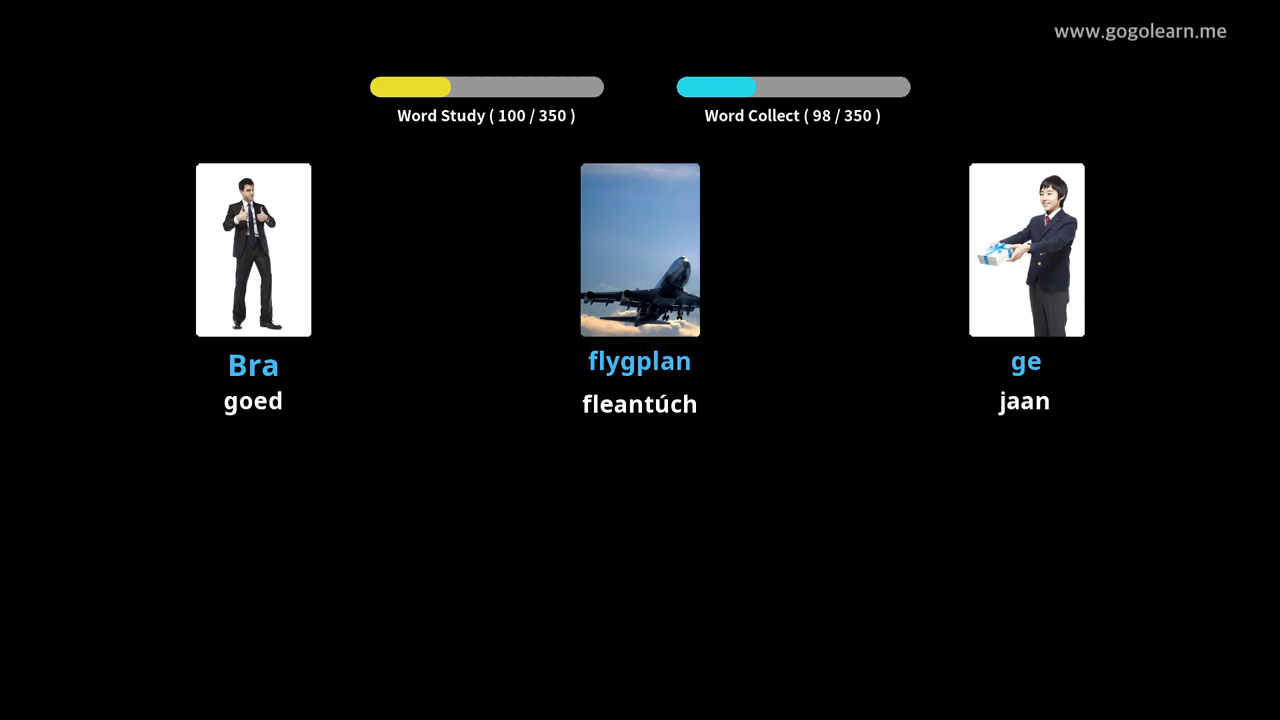 www.gogolearn.me
Word Study ( 100 / 350 )
Word Collect ( 98 / 350 )
Bra
goed
flygplan
fleantúch
ge
jaan